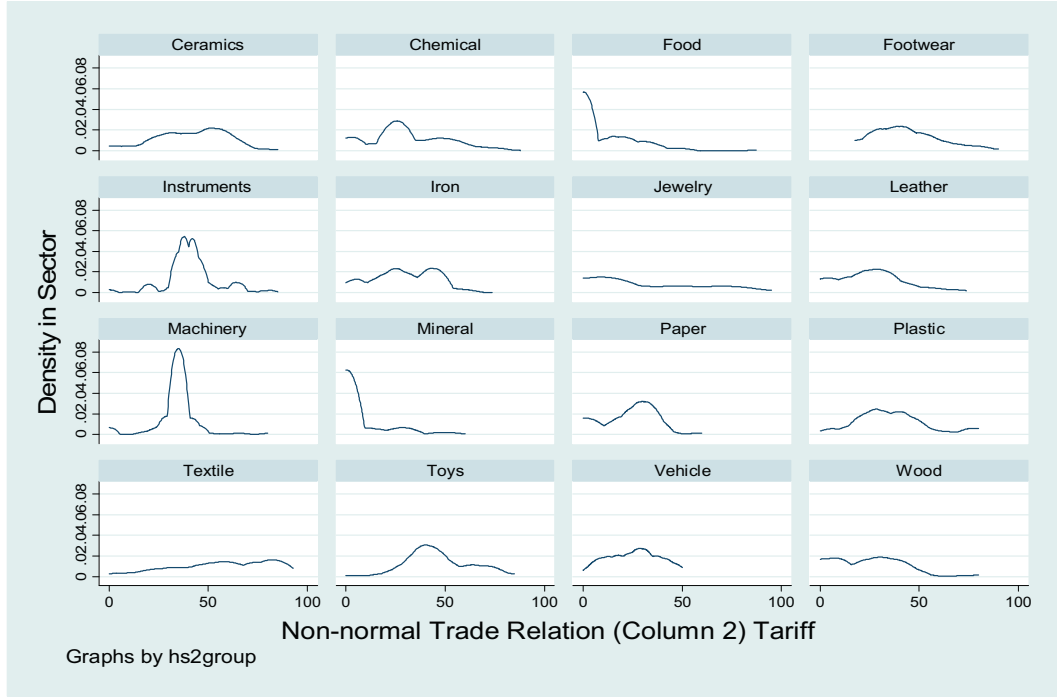 Ceramics Chemical Food Footwear
0 .02.04.06.08
Instruments Iron Jewelry Leather
0 .02.04.06.08
Machinery Mineral Paper Plastic
0 .02.04.06.08
Textile Toys Vehicle Wood
0 .02.04.06.08
Density in Sector
0 50 100 0 50 100 0 50 100 0 50 100
Non-normal Trade Relation (Column 2) Tariff
Graphs by hs2group